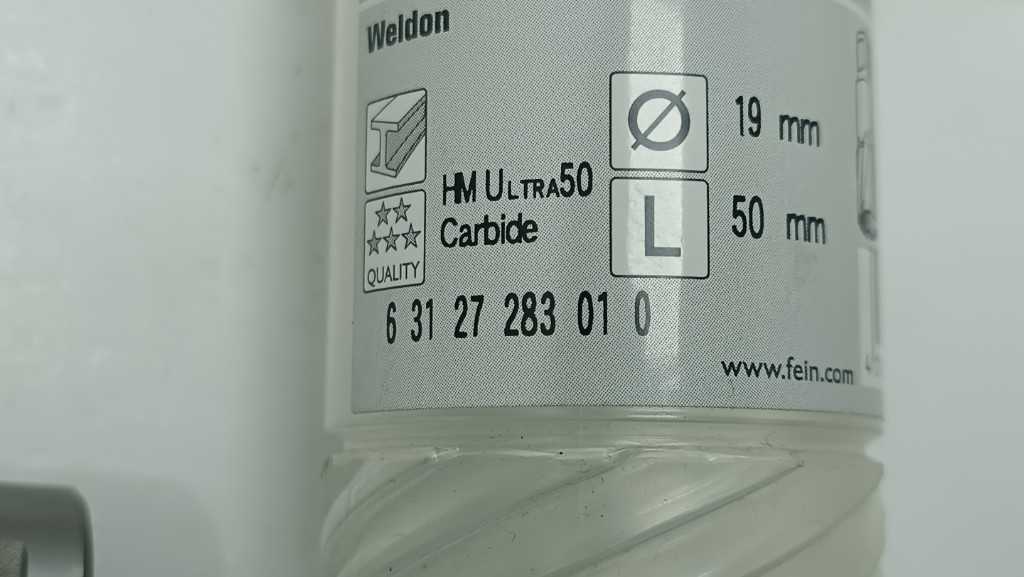 Weldon
Ø 19 mm
HM ULTRA50
Carbide
L 50 mm
QUALITY
6 31 27 283 01 0
www.fein.com